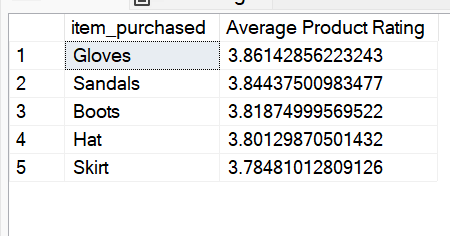 item_purchased Average Product Rating
1 Gloves 3.86142856223243
2 Sandals 3.84437500983477
3 Boots 3.81874999569522
4 Hat 3.80129870501432
5 Skirt 3.78481012809126